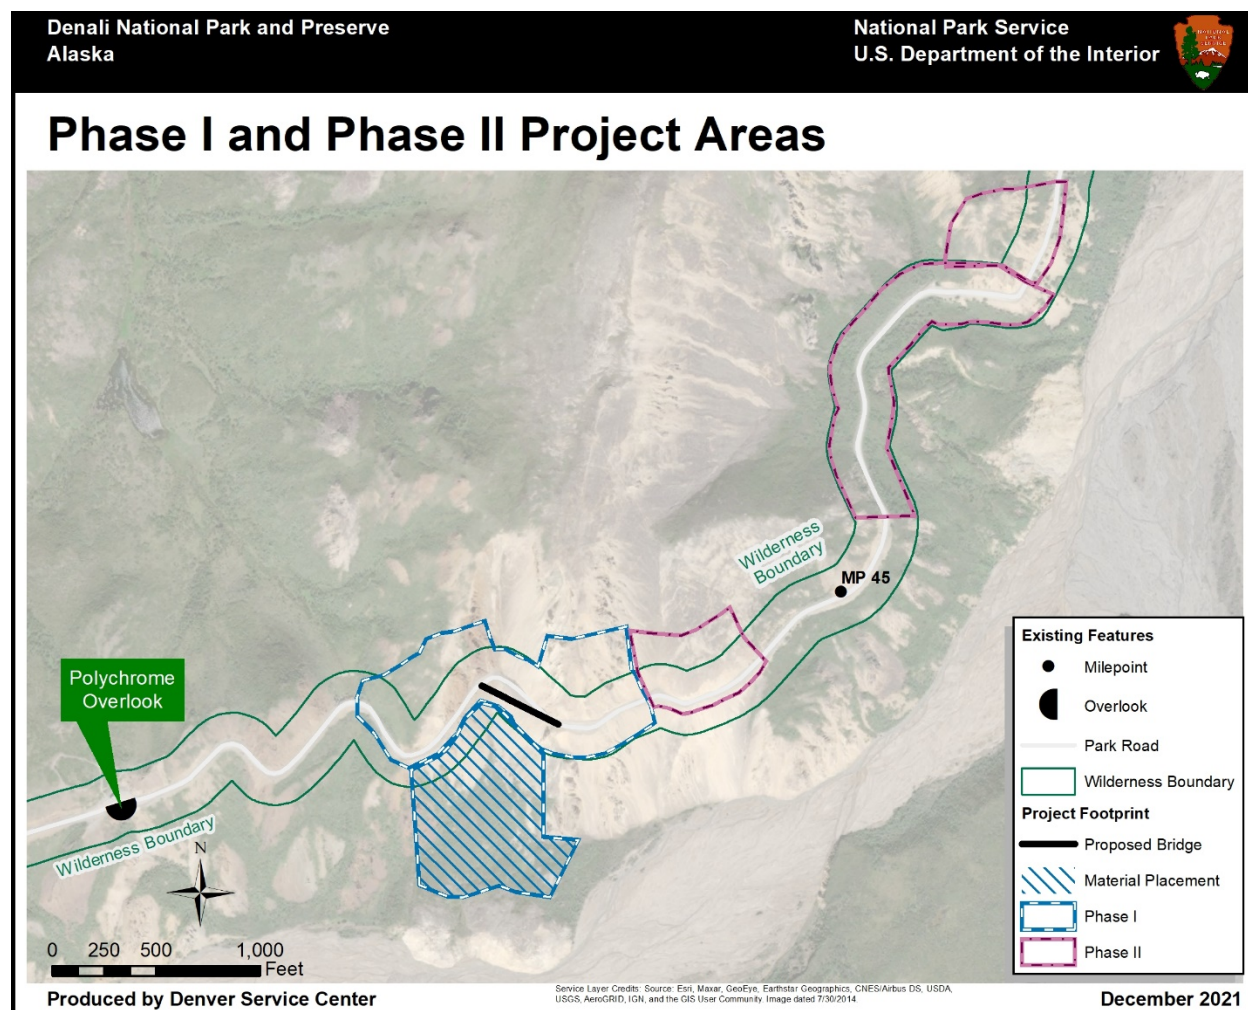 Denali National Park and Preserve
Alaska
National Park Service
U.S. Department of the Interior
NATIONAL
PARK
SERVICE
Phase I and Phase II Project Areas
Wilderness
Boundary
MP 45
Polychrome
Overlook
Wilderness Boundary
N
0 250 500 1,000
Feet
Existing Features
Milepoint
Overlook
Park Road
Wilderness Boundary
Project Footprint
Proposed Bridge
Material Placement
Phase I
Phase II
Service Layer Credits: Source: Esri, Maxar, GeoEye, Earthstar Geographics, CNES/Airbus DS, USDA,
USGS, AeroGRID, IGN, and the GIS User Community. Image dated 7/30/2014.
Produced by Denver Service Center
December 2021